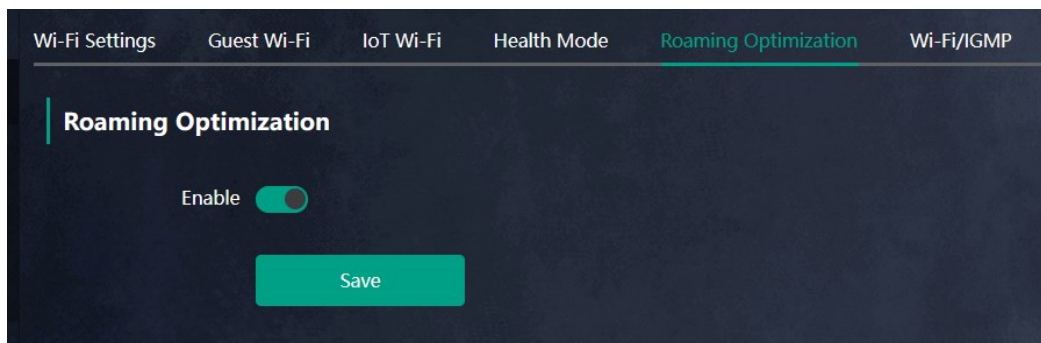 Wi-Fi Settings Guest Wi-Fi IoT Wi-Fi Health Mode Roaming Optimization Wi-Fi/IGMP
Roaming Optimization
Enable
Save